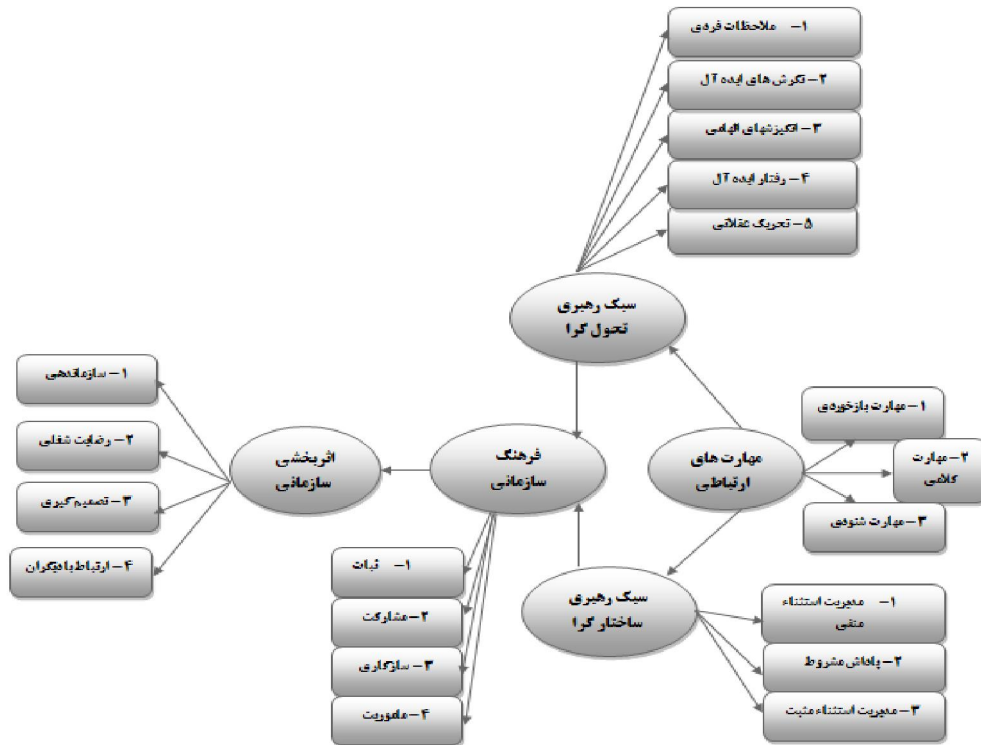 ۱- ملاحظات فردی
۲- نگرش های ایده آل
۳- انگیزشهای الهامی
۴- رفتار ایده آل
۵- تحریک عقلانی
سبک رهبری
تحول گرا
۱- مهارت بازخوردی
۲- مهارت
کلامی
۳- مهارت شنودی
مهارت های
ارتباطی
فرهنگ
سازمانی
اثربخشی
سازمانی
۱- سازماندهی
۲- رضایت شغلی
۳- تصمیم گیری
۴- ارتباط با دیگران
سبک رهبری
ساختار گرا
۱- مدیریت استثناء
منفی
۲- پاداش مشروط
۳- مدیریت استثناء مثبت
۱- ثبات
۲- مشارکت
۳- سازگاری
۴- ماموریت